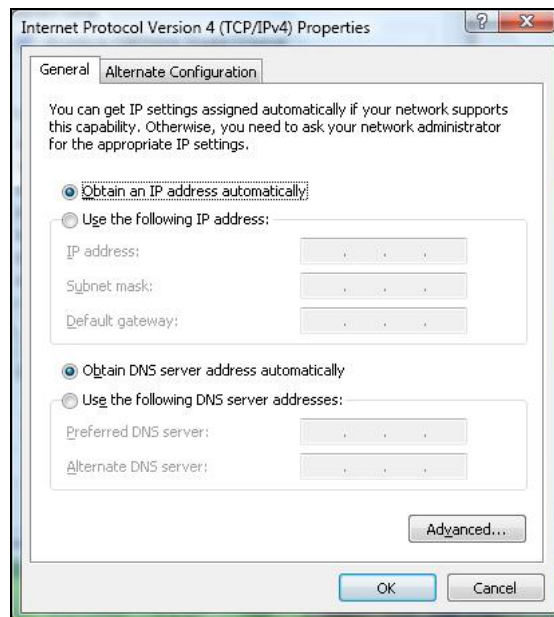 Internet Protocol Version 4 (TCP/IPv4) Properties
?
General
Alternate Configuration
You can get IP settings assigned automatically if your network supports
this capability. Otherwise, you need to ask your network administrator
for the appropriate IP settings.
Obtain an IP address automatically
Use the following IP address:
IP address:
Subnet mask:
Default gateway:
Obtain DNS server address automatically
Use the following DNS server addresses:
Preferred DNS server:
Alternate DNS server:
Advanced...
OK
Cancel